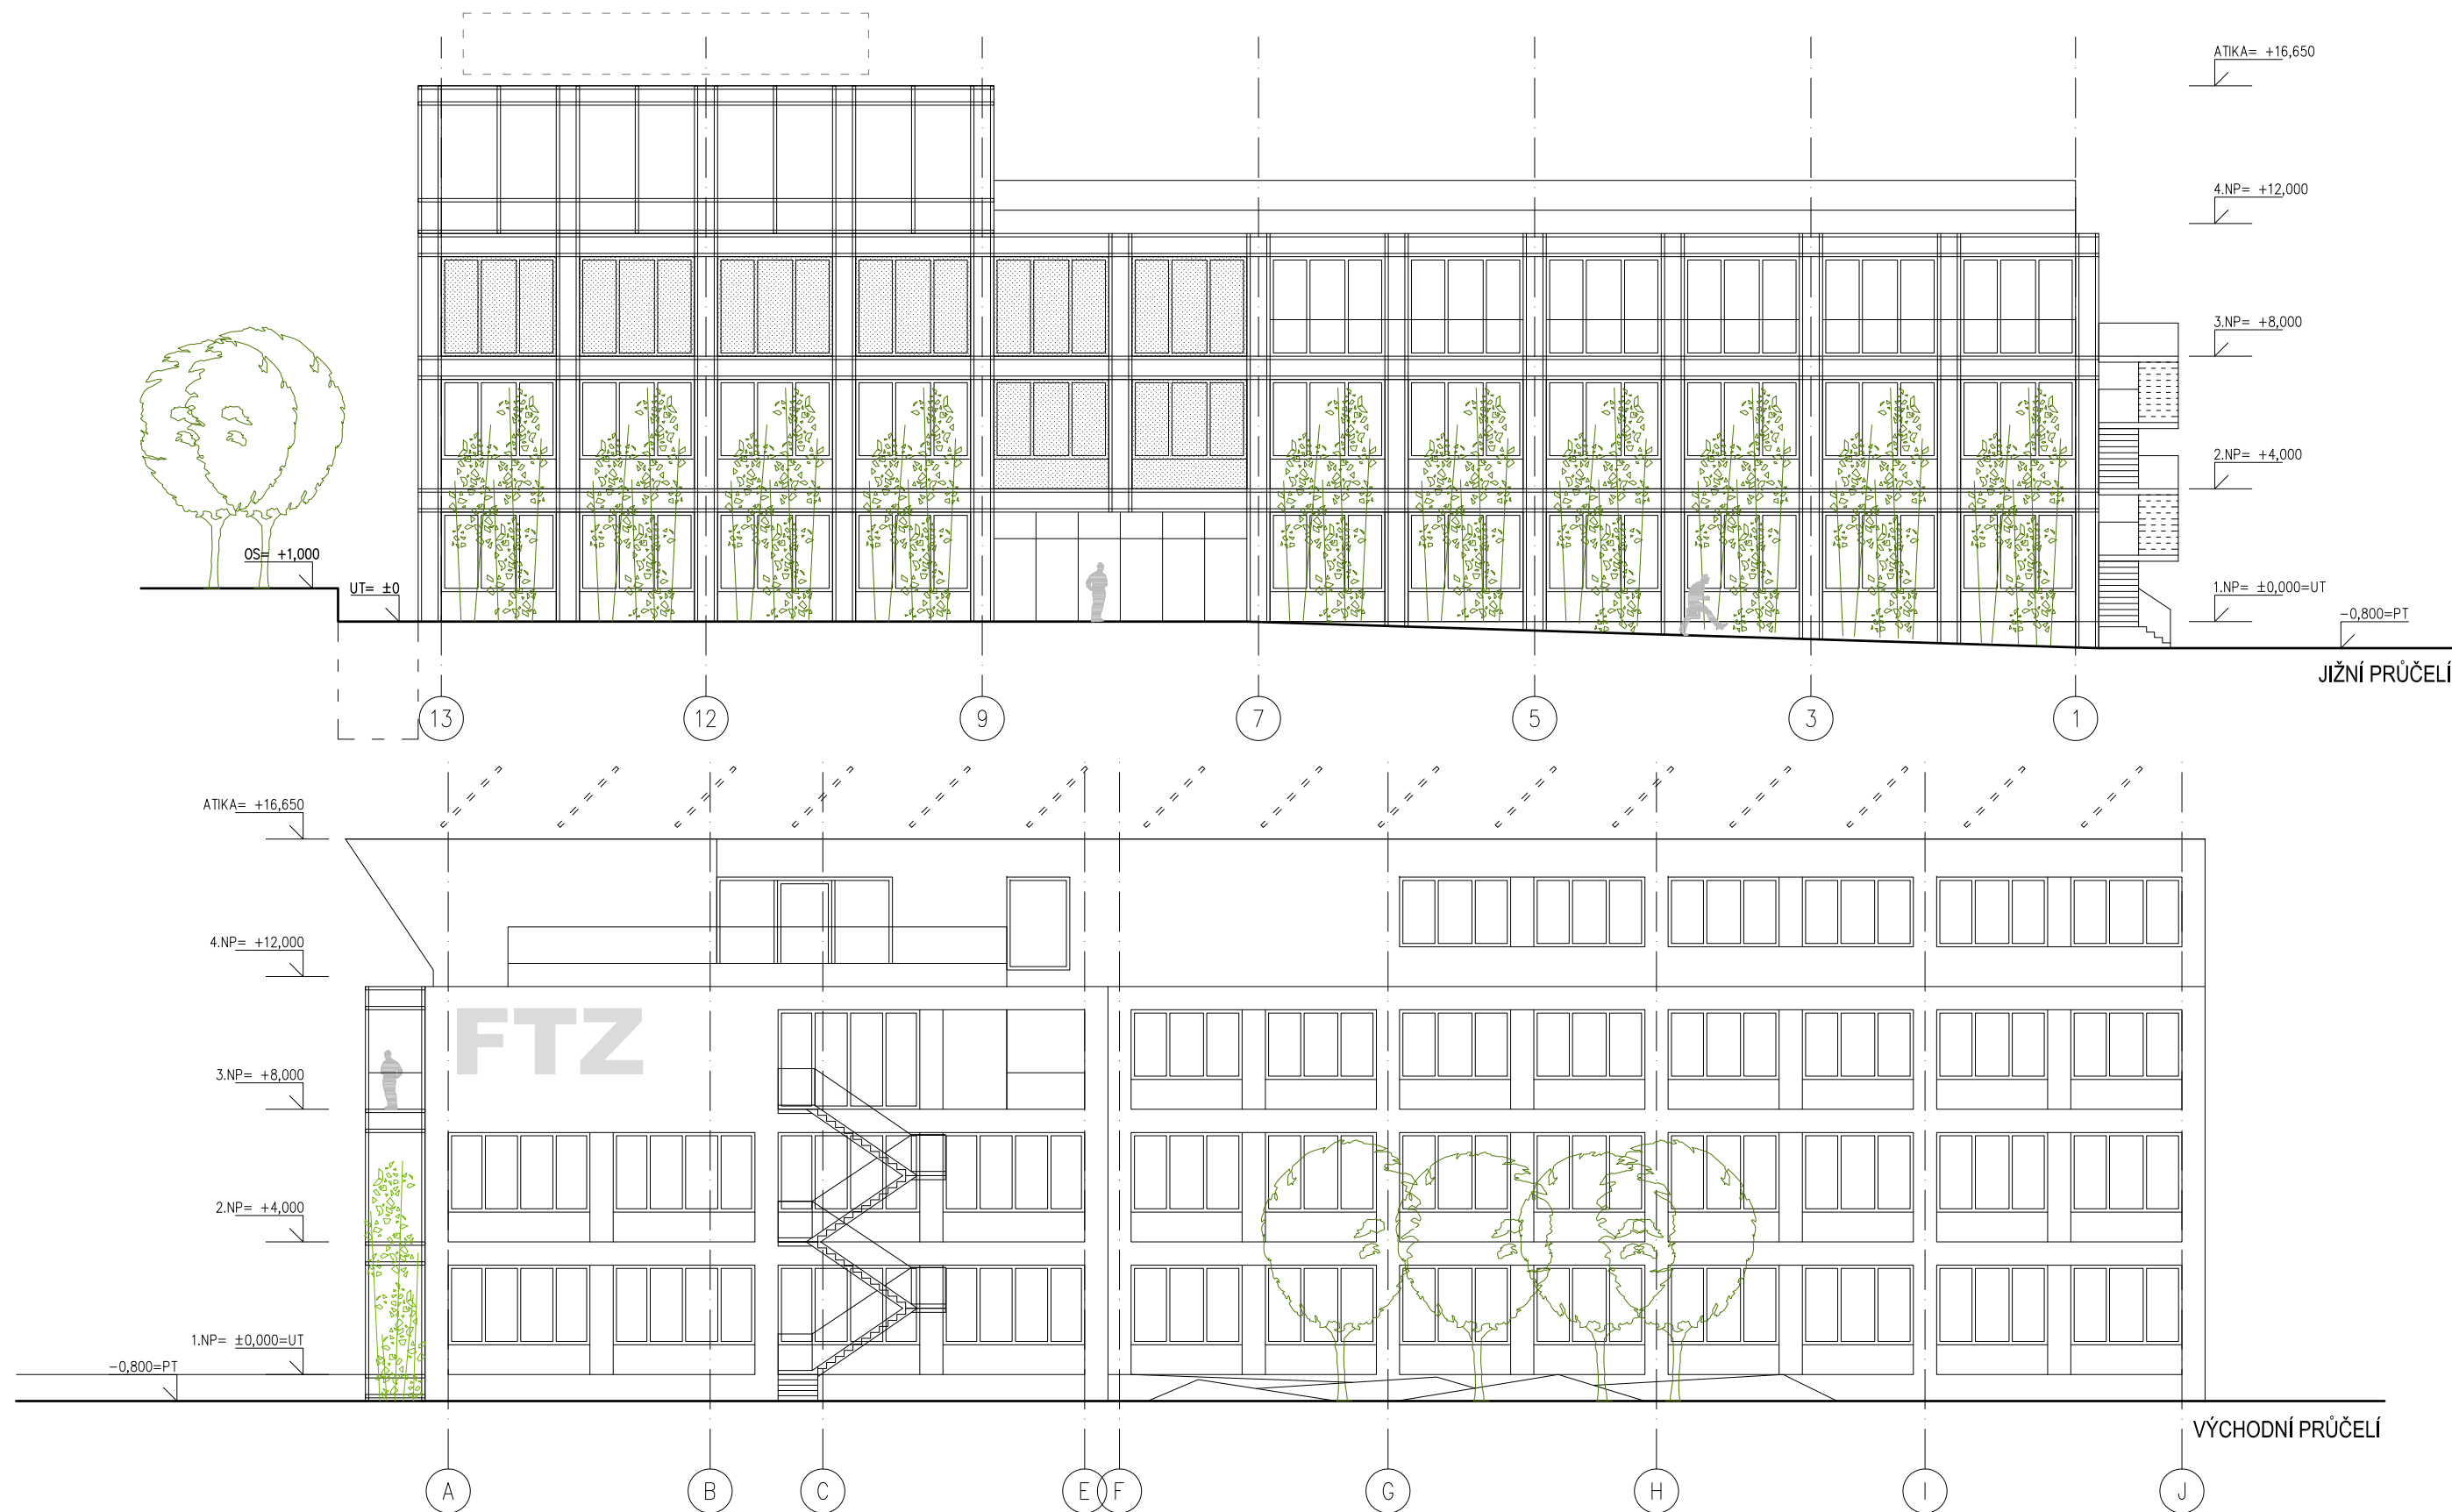 ATIKA= +16,650
4.NP= +12,000
3.NP= +8,000
2.NP= +4,000
OS= +1,000
UT= ±0
1.NP= ±0,000=UT
-0,800=PT
JIŽNÍ PRŮČELÍ
13 12 9 7 5 3 1
ATIKA= +16,650
4.NP= +12,000
FTZ
3.NP= +8,000
2.NP= +4,000
1.NP= ±0,000=UT
-0,800=PT
VÝCHODNÍ PRŮČELÍ
A B C E F G H I J